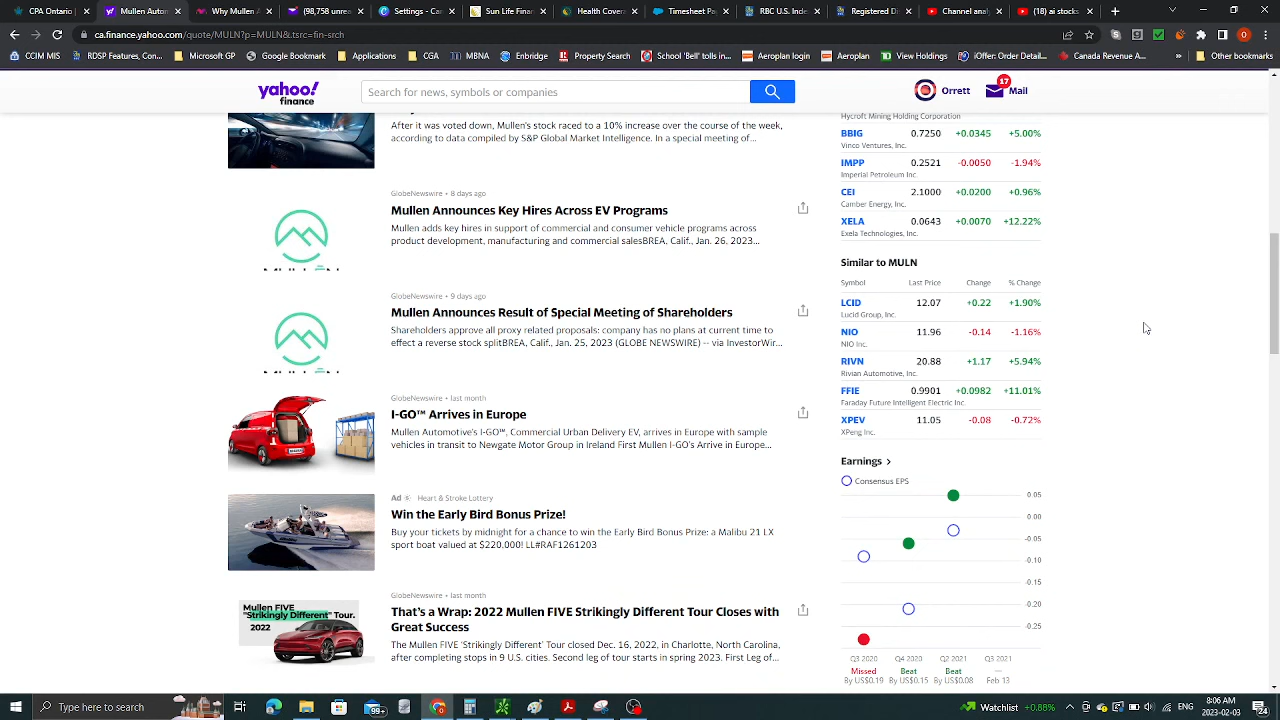 CPA Ontario
Mullen Auto
Why Mullen A
(98,758 unrea
Settings - Ca
Sun Life Finan
Health Covera
Timesheet Pa
RBC U.S. Inde
Registered Di
Canada Reven
(18) ai stocks
ca.finance.yahoo.com/quote/MULN?p=MULN&.tsrc=fin-srch
CCIM MIS
RDSP Features, Con...
Microsoft GP
Google Bookmark
Applications
CGA
MBNA
Enbridge
Property Search
School 'Bell' tolls in...
Aeroplan login
Aeroplan
TD View Holdings
iOffer: Order Detail...
Canada Revenue A...
»
Other bookmarks
yahoo!
finance
Search for news, symbols or companies
Orrett
17
Mail
After it was voted down, Mullen's stock raced to a 10% increase over the course of the week,
according to data compiled by S&P Global Market Intelligence. In a special meeting of...
GlobeNewswire • 8 days ago
Mullen Announces Key Hires Across EV Programs
Mullen adds key hires in support of commercial and consumer vehicle programs across
product development, manufacturing and commercial salesBREA, Calif., Jan. 26, 2023...
GlobeNewswire • 9 days ago
Mullen Announces Result of Special Meeting of Shareholders
Shareholders approve all proxy related proposals; company has no plans at current time to
effect a reverse stock splitBREA, Calif., Jan. 25, 2023 (GLOBE NEWSWIRE) -- via InvestorWir...
GlobeNewswire • last month
I-GO™ Arrives in Europe
Mullen Automotive's I-GO™, Commercial Urban Delivery EV, arrives in Europe with sample
vehicles in transit to Newgate Motor Group in Ireland First Mullen I-GO's Arrive in Europe...
Ad
Heart & Stroke Lottery
Win the Early Bird Bonus Prize!
Buy your tickets by midnight for a chance to win the Early Bird Bonus Prize: a Malibu 21 LX
sport boat valued at $220,000! LL#RAF1261203
Mullen FIVE
"Strikingly Different" Tour.
2022
GlobeNewswire • last month
That's a Wrap: 2022 Mullen FIVE Strikingly Different Tour Closes with
Great Success
The Mullen FIVE 'Strikingly Different' Tour closed Dec. 16, 2022, in Charlotte, North Carolina,
after completing stops in 9 U.S. cities. Second leg of tour starts in spring 2023. First Leg of...
Hycroft Mining Holding Corporation
BBIG 0.7250 +0.0345 +5.00%
Vinco Ventures, Inc.
IMPP 0.2521 -0.0050 -1.94%
Imperial Petroleum Inc.
CEI 2.1000 +0.0200 +0.96%
Camber Energy, Inc.
XELA 0.0643 +0.0070 +12.22%
Exela Technologies, Inc.
Similar to MULN
Symbol Last Price Change % Change
LCID 12.07 +0.22 +1.90%
Lucid Group, Inc.
NIO 11.96 -0.14 -1.16%
NIO Inc.
RIVN 20.88 +1.17 +5.94%
Rivian Automotive, Inc.
FFIE 0.9901 +0.0982 +11.01%
Faraday Future Intelligent Electric Inc.
XPEV 11.05 -0.08 -0.72%
XPeng Inc.
Earnings
Consensus EPS
0.05
0.00
-0.05
-0.10
-0.15
-0.20
-0.25
Q3 2020 Q4 2020 Q2 2021 Q3 2021
Missed Beat Beat —
By US$0.19 By US$0.15 By US$0.08 Feb 13
Type here to search
Watchlist +0.88%
ENG
8:06 AM